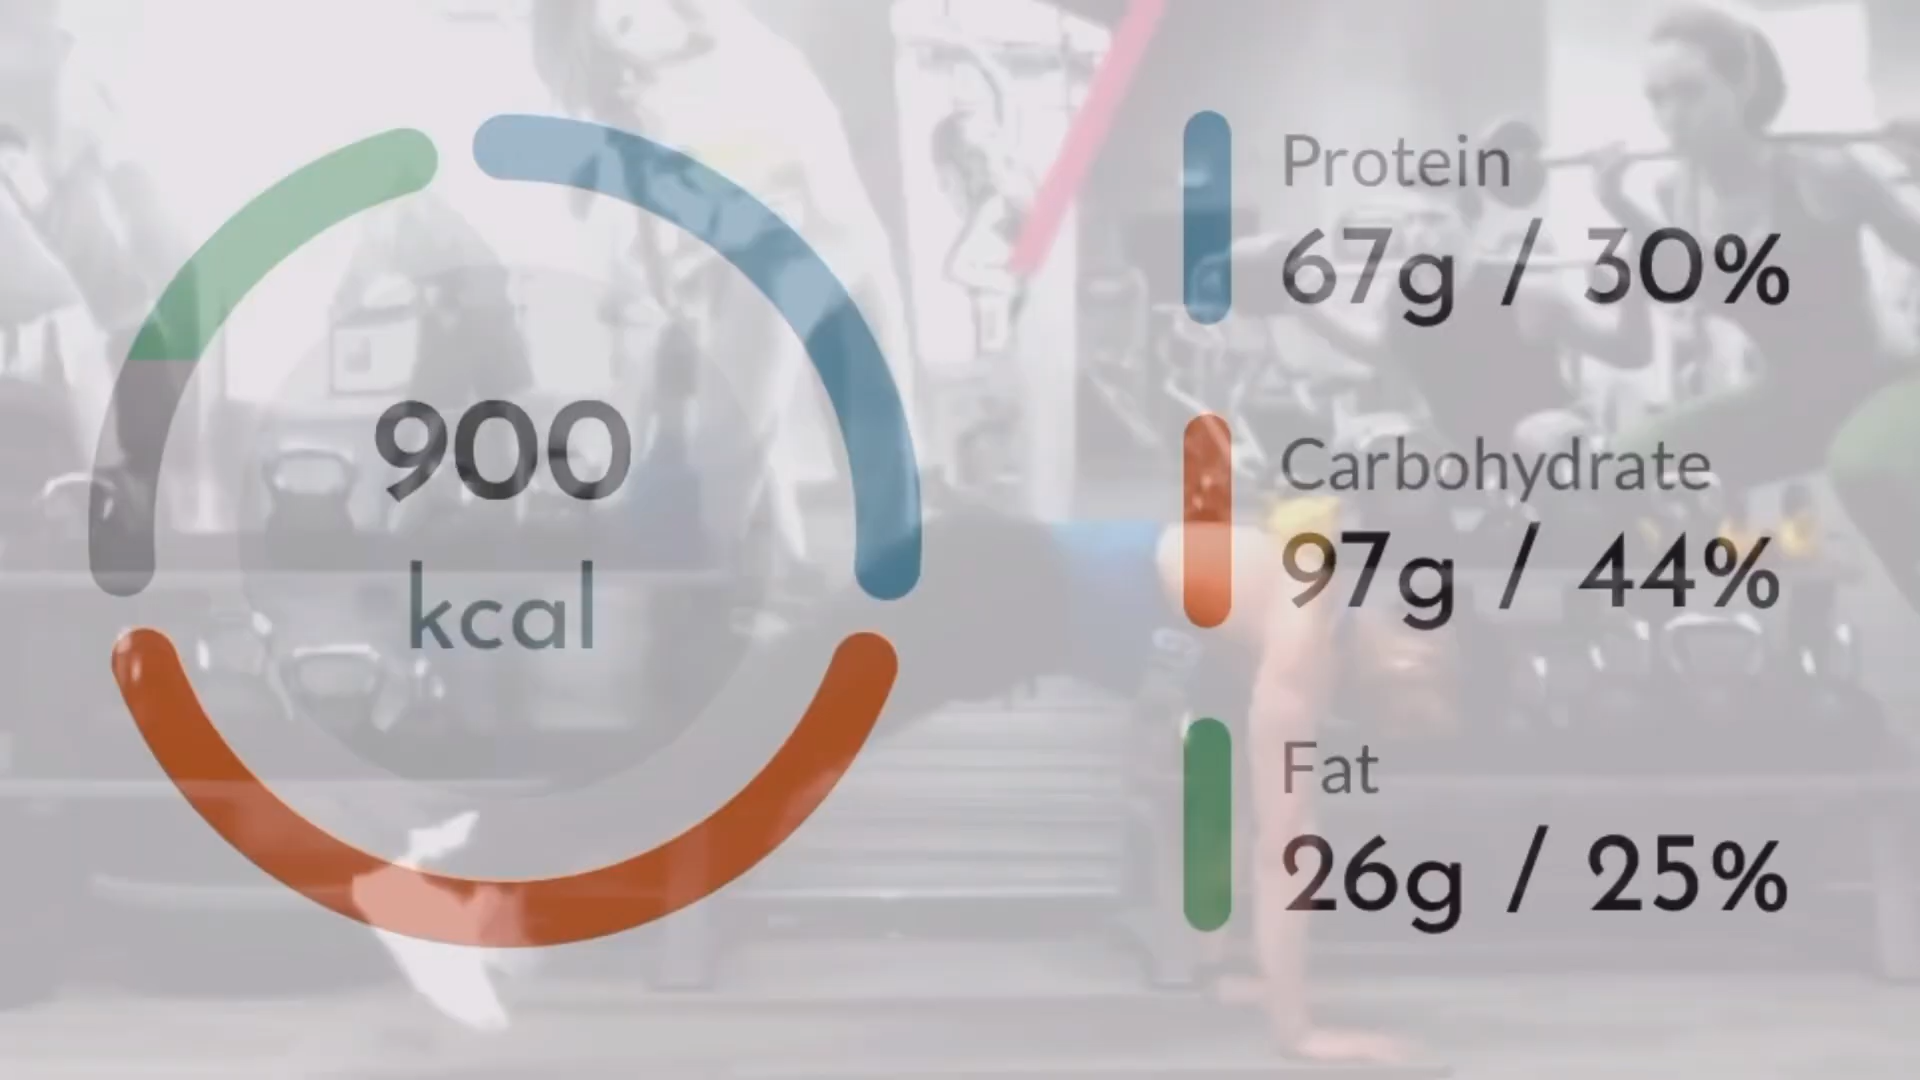 900
kcal
Protein
67g / 30%
Carbohydrate
97g / 44%
Fat
26g / 25%